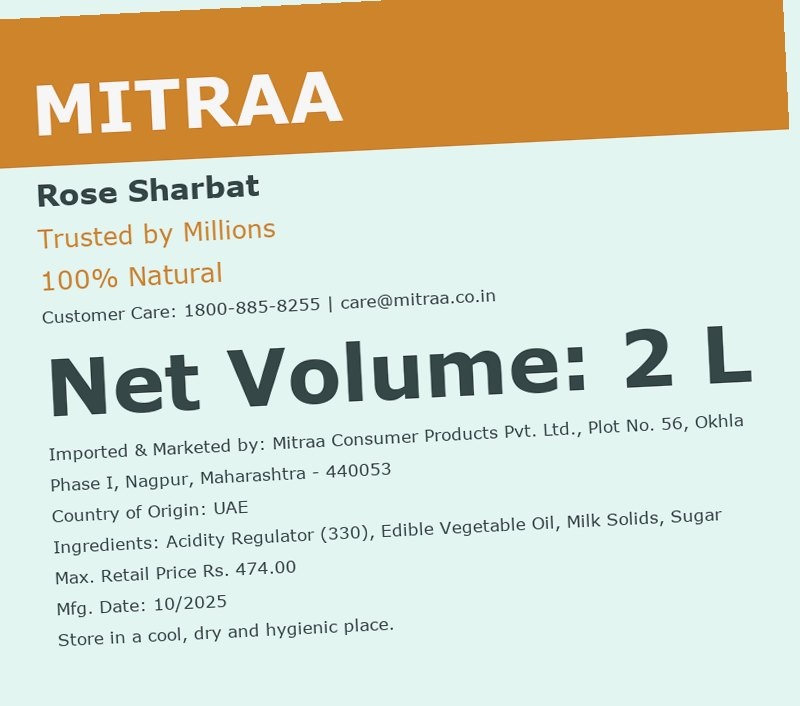 MITRAA
Rose Sharbat
Trusted by Millions
100% Natural
Customer Care: 1800-885-8255 | care@mitraa.co.in
Net Volume: 2 L
Imported & Marketed by: Mitraa Consumer Products Pvt. Ltd., Plot No. 56, Okhla
Phase I, Nagpur, Maharashtra - 440053
Country of Origin: UAE
Ingredients: Acidity Regulator (330), Edible Vegetable Oil, Milk Solids, Sugar
Max. Retail Price Rs. 474.00
Mfg. Date: 10/2025
Store in a cool, dry and hygienic place.